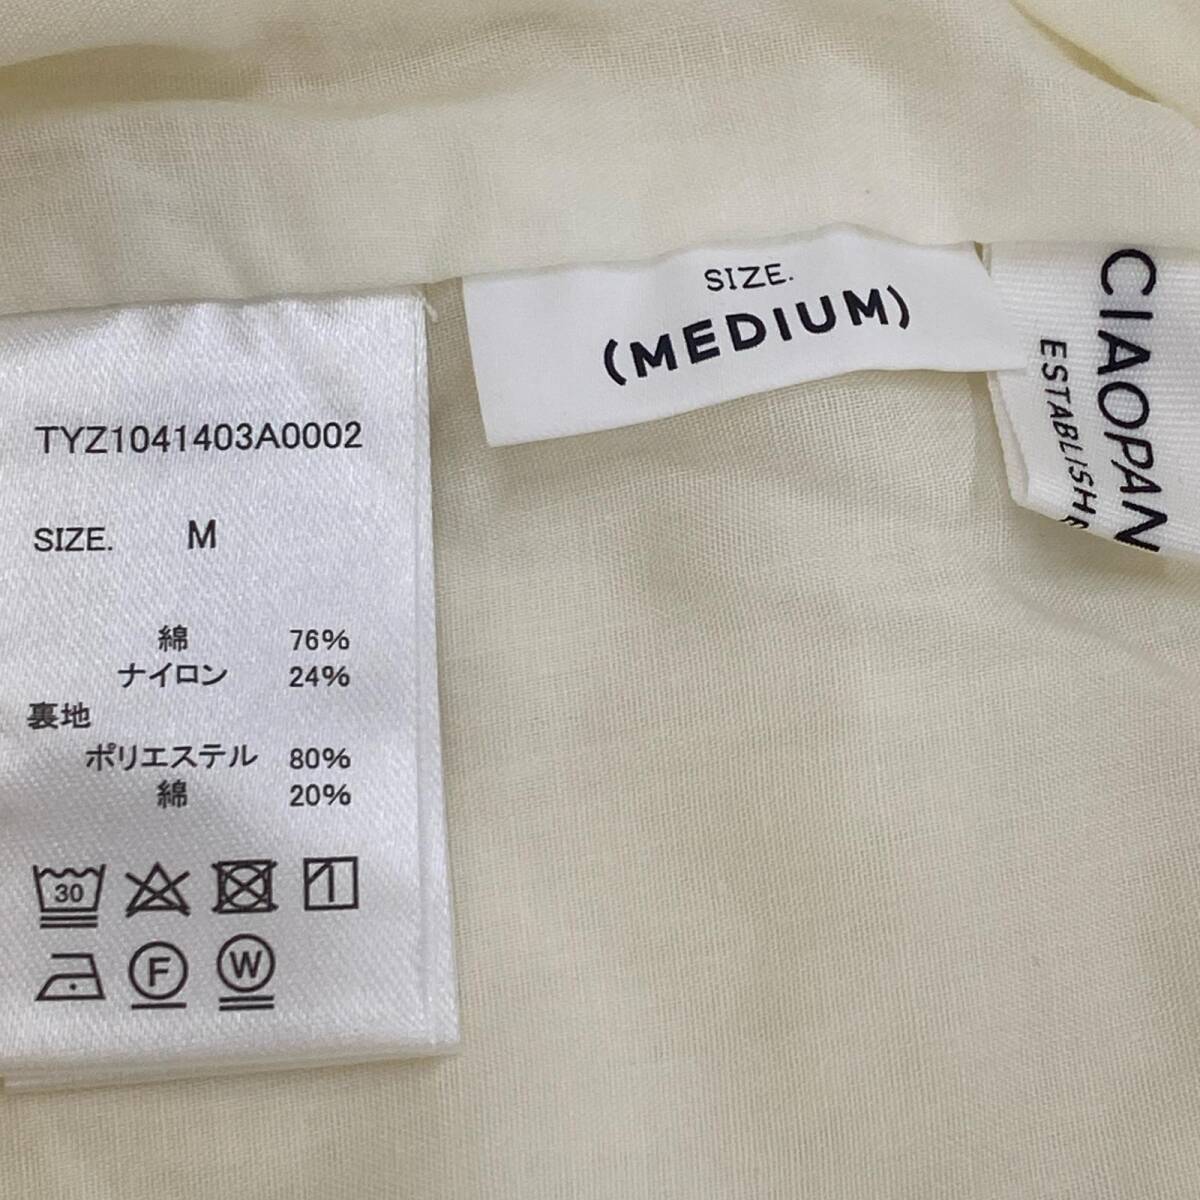 TYZ1041403A0002
SIZE. M
綿 76%
ナイロン 24%
裏地
ポリエステル 80%
綿 20%
30
F
W
SIZE.
(MEDIUM)
CIAOPAN
ESTABLISHE